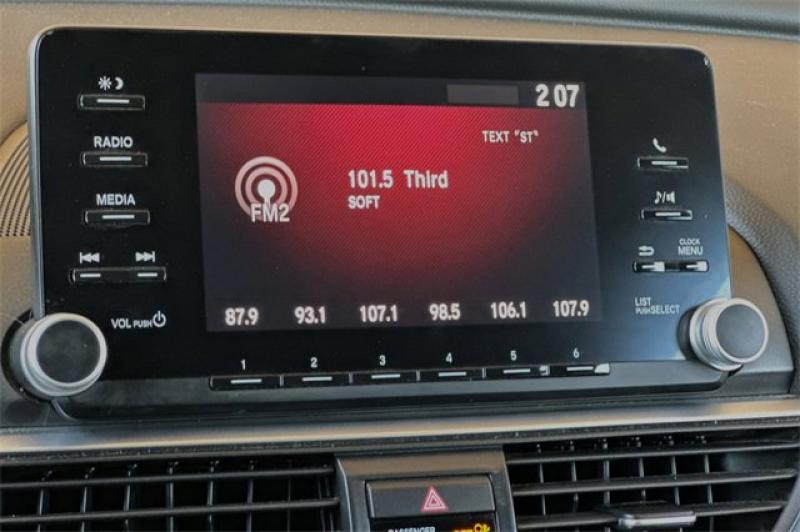 2 07
RADIO
TEXT "ST"
101.5 Third
SOFT
FM2
MEDIA
CLOCK
MENU
VOL PUSH
LIST
PUSH SELECT
87.9 93.1 107.1 98.5 106.1 107.9
1 2 3 4 5 6
PASSENGER